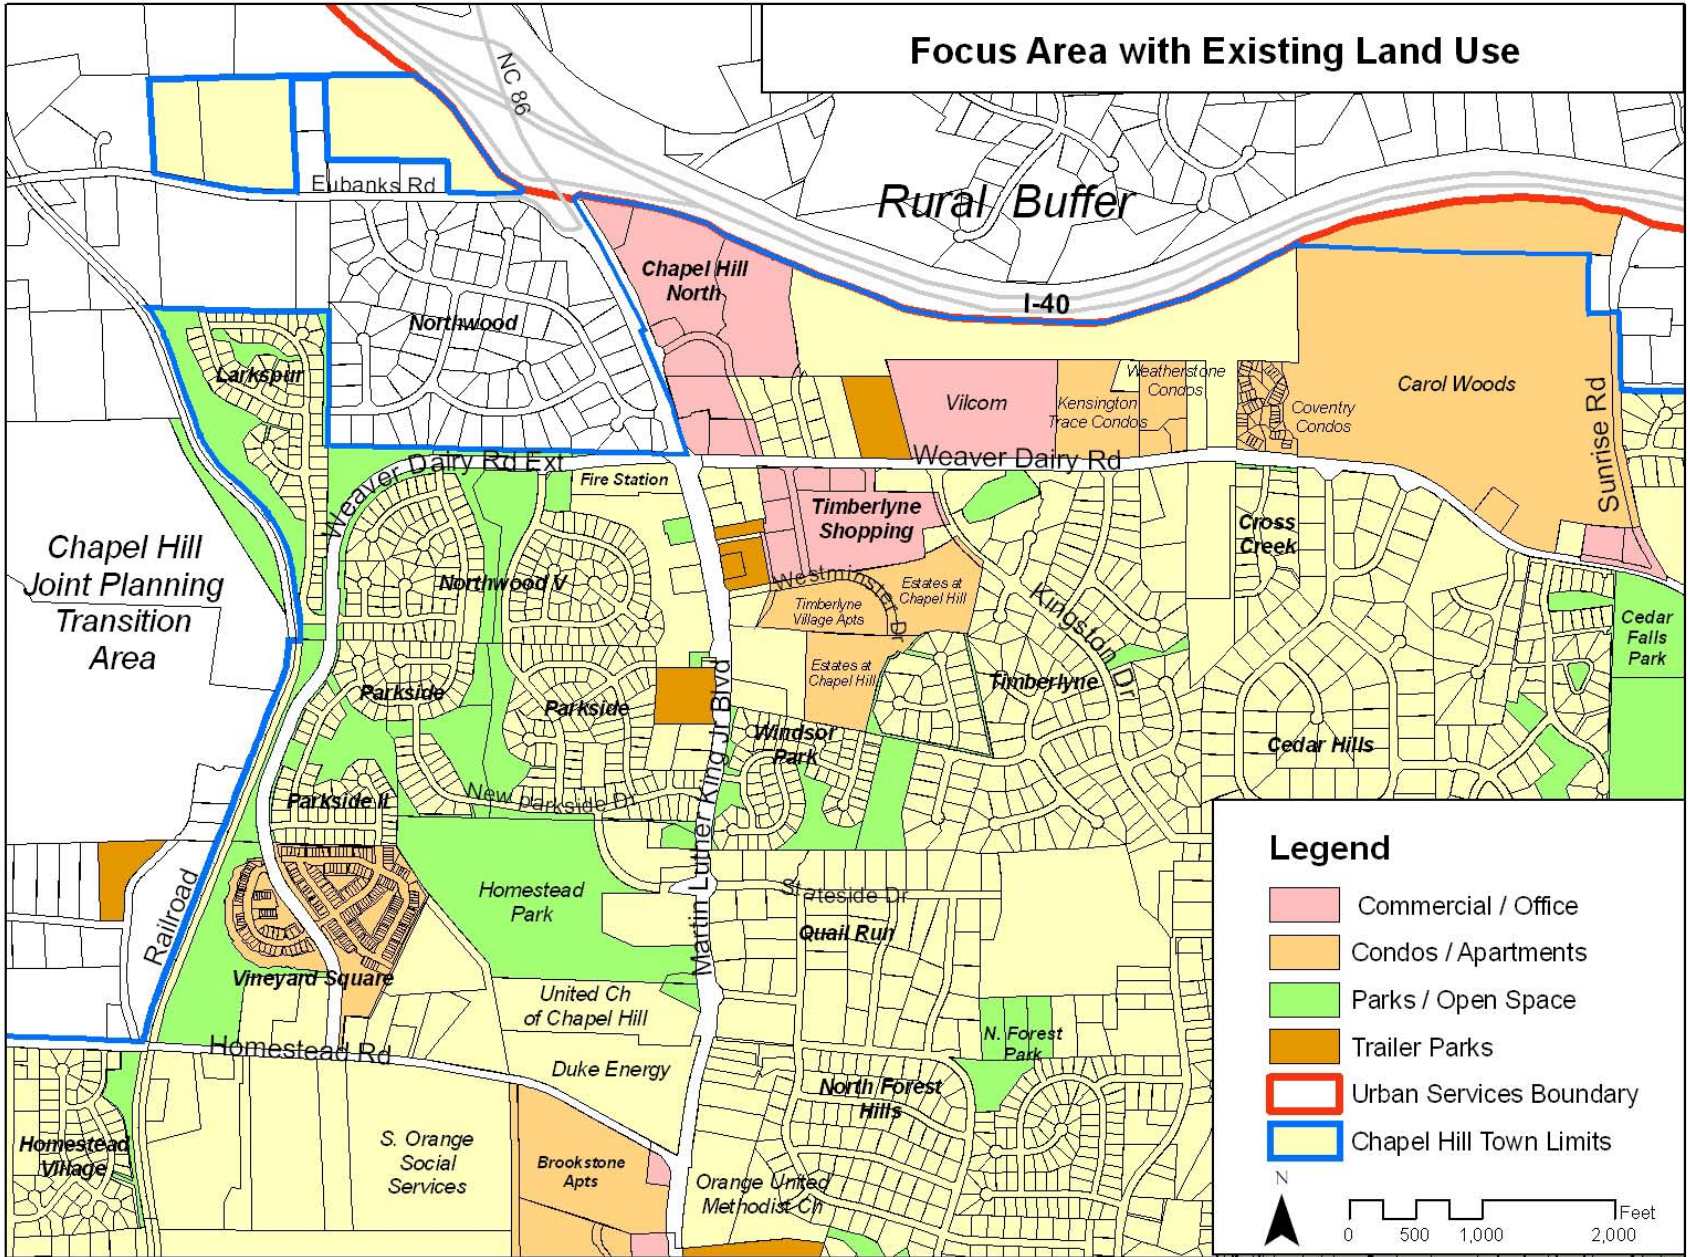 Focus Area with Existing Land Use
NC 86
Eubanks Rd
Rural Buffer
Chapel Hill
North
I-40
Northwood
Larkspur
Carol Woods
Sunrise Rd
Vilcom
Weatherstone
Condos
Kensington
Trace Condos
Coventry
Condos
Weaver Dairy Rd Ext
Weaver Dairy Rd
Fire Station
Timberlyne
Shopping
Cross
Creek
Chapel Hill
Joint Planning
Transition
Area
Northwood V
Westminster Dr
Estates at
Chapel Hill
Timberlyne
Village Apts
Kingston Dr
Cedar
Falls
Park
Estates at
Chapel Hill
Parkside
Parkside
Timberlyne
Windsor
Park
Cedar Hills
Martin Luther King Jr Blvd
New parkside Dr
Parkside II
Railroad
Homestead
Park
Stateside Dr
Quail Run
Vineyard Square
United Ch
of Chapel Hill
Homestead Rd
Duke Energy
N. Forest
Park
North Forest
Hills
Homestead
Village
S. Orange
Social
Services
Brookstone
Apts
Orange United
Methodist Ch
Legend
Commercial / Office
Condos / Apartments
Parks / Open Space
Trailer Parks
Urban Services Boundary
Chapel Hill Town Limits
N
Feet
0 500 1,000 2,000